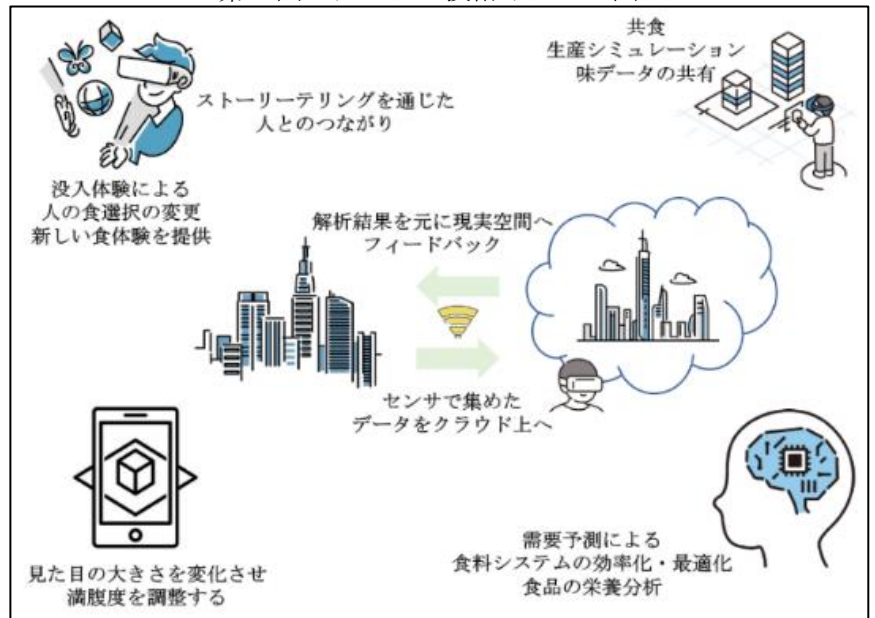 共食
生産シミュレーション
味データの共有
ストーリーテリングを通じた
人とのつながり
没入体験による
人の食選択の変更
新しい食体験を提供
解析結果を元に現実空間へ
フィードバック
センサで集めた
データをクラウド上へ
見た目の大きさを変化させ
満腹度を調整する
需要予測による
食料システムの効率化・最適化
食品の栄養分析